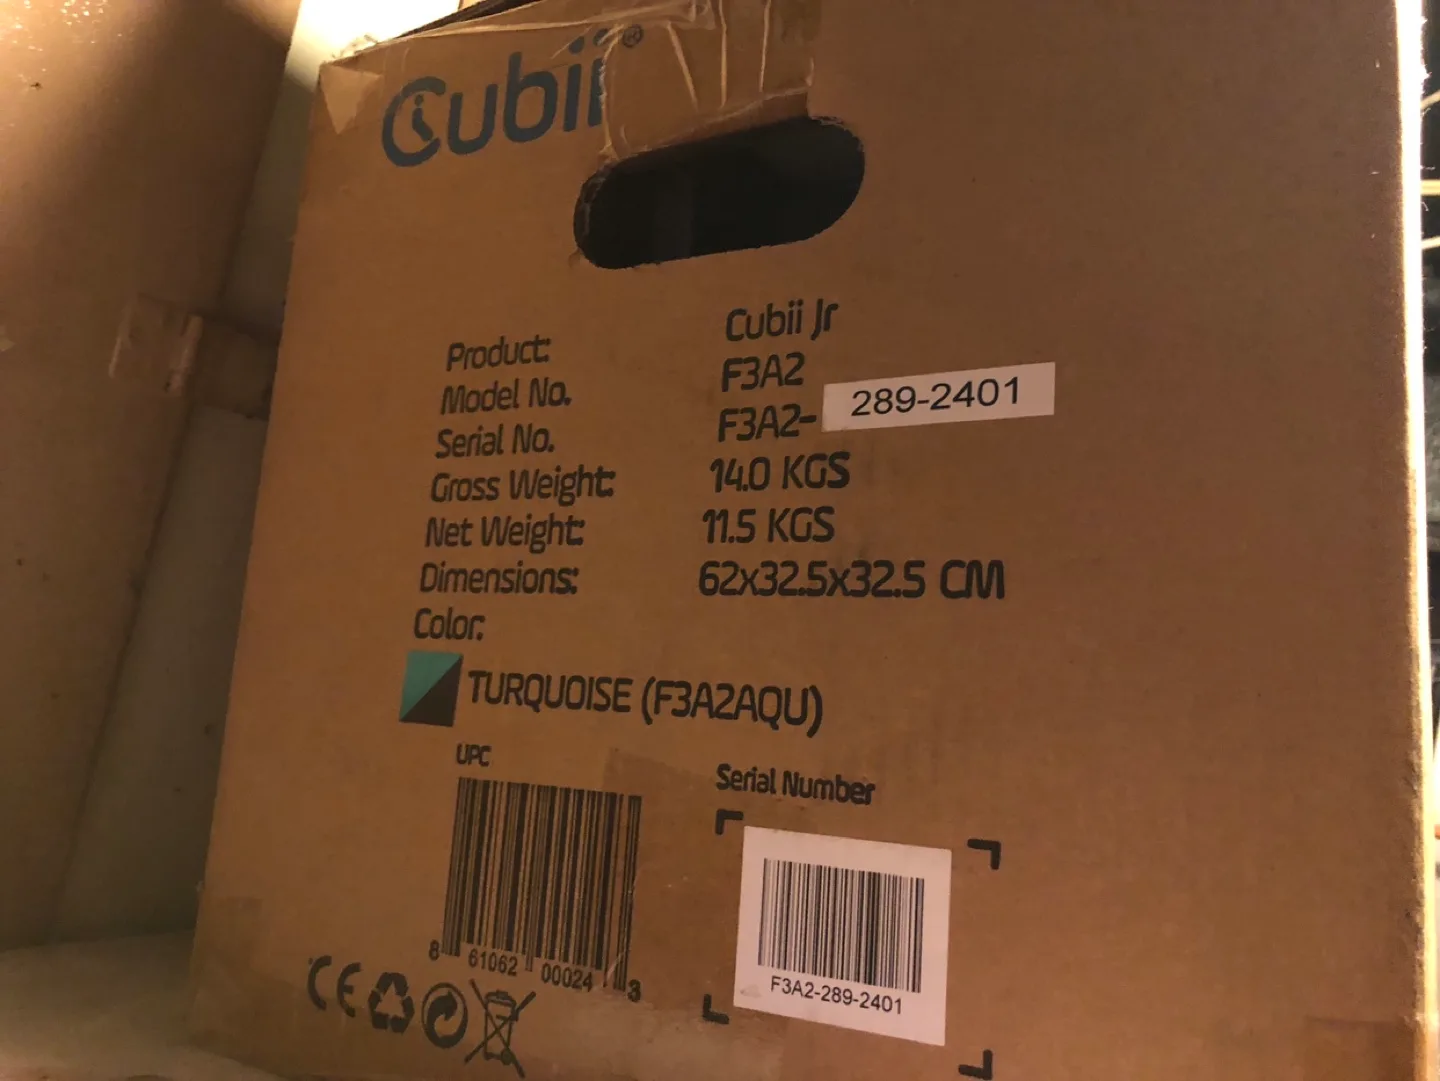 Cubii®
Product: Cubii Jr
Model No. F3A2
Serial No. F3A2- 289-2401
Gross Weight: 14.0 KGS
Net Weight: 11.5 KGS
Dimensions: 62x32.5x32.5 CM
Color:
TURQUOISE (F3A2AQU)
UPC
8 61062 00024 3
Serial Number
F3A2-289-2401
CE